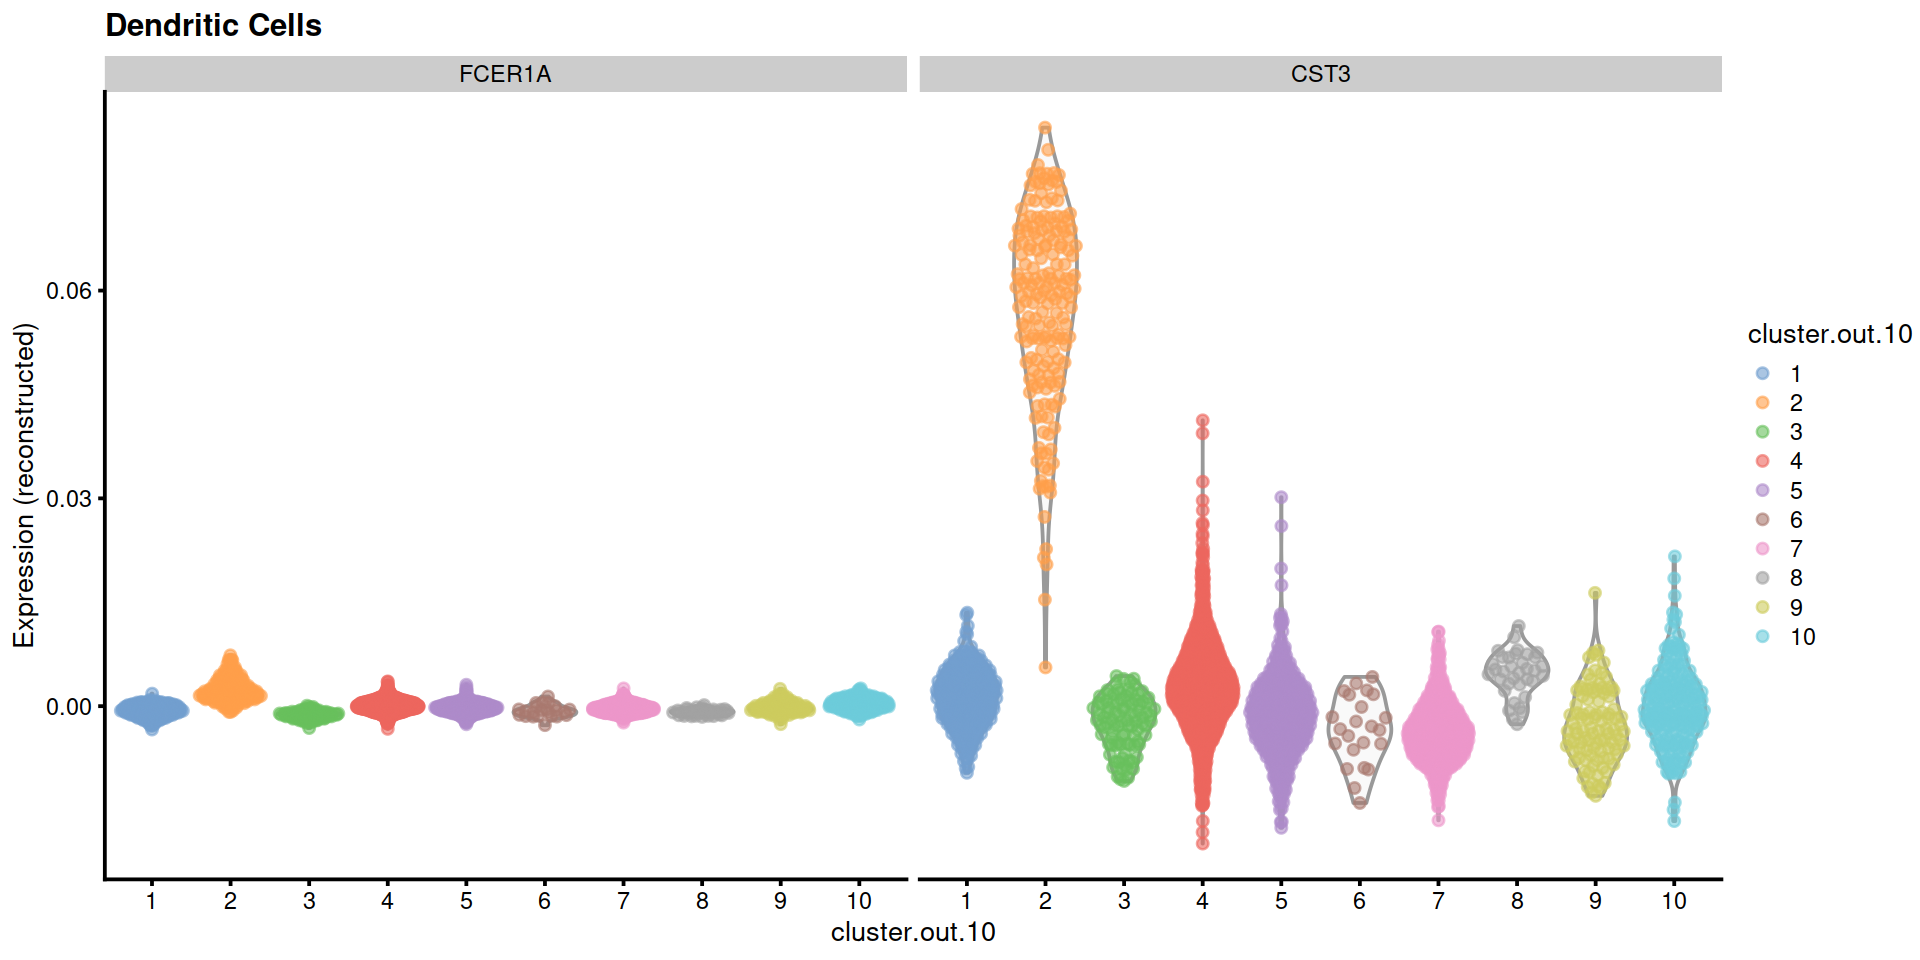 Dendritic Cells
FCER1A
CST3
Expression (reconstructed)
0.06
0.03
0.00
1 2 3 4 5 6 7 8 9 10
1 2 3 4 5 6 7 8 9 10
cluster.out.10
cluster.out.10
1
2
3
4
5
6
7
8
9
10